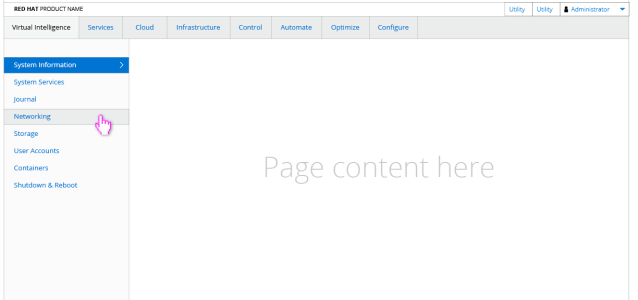 RED HAT PRODUCT NAME
Utility Utility Administrator
Virtual Intelligence Services Cloud Infrastructure Control Automate Optimize Configure
System Information
System Services
Journal
Networking
Storage
User Accounts
Containers
Shutdown & Reboot
Page content here